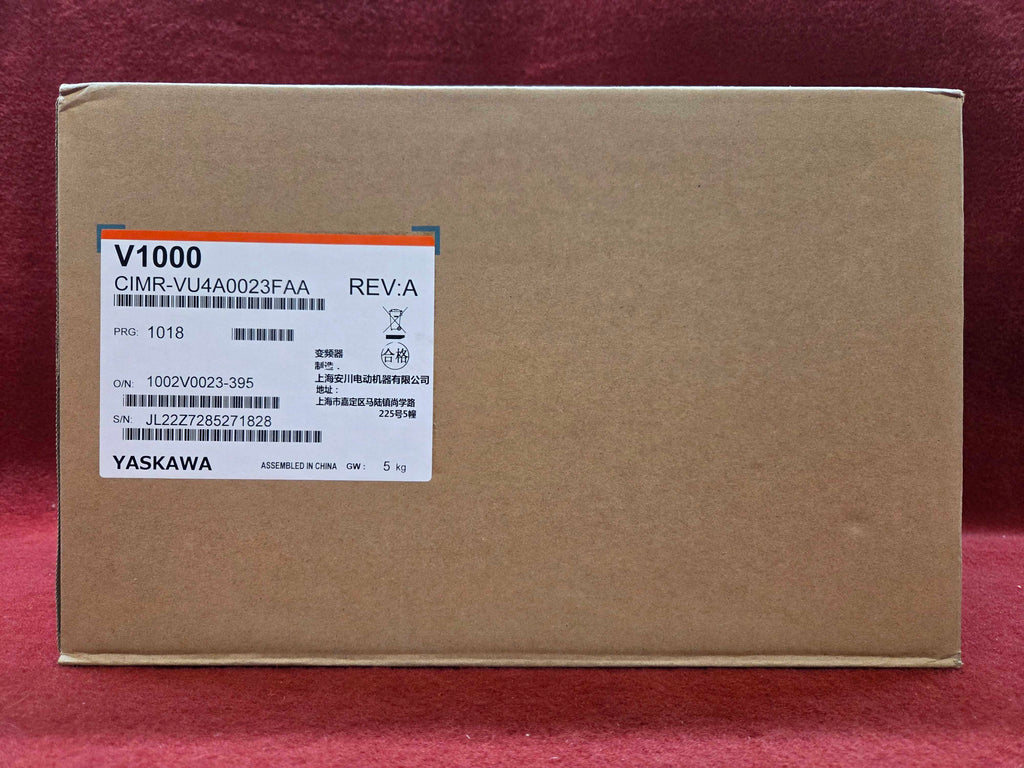 V1000
CIMR-VU4A0023FAA REV:A
PRG: 1018
合格
变频器
制造
O/N: 1002V0023-395
上海安川电动机器有限公司
地址：
上海市嘉定区马陆镇尚学路
225号5幢
S/N: JL22Z7285271828
YASKAWA ASSEMBLED IN CHINA GW: 5 kg